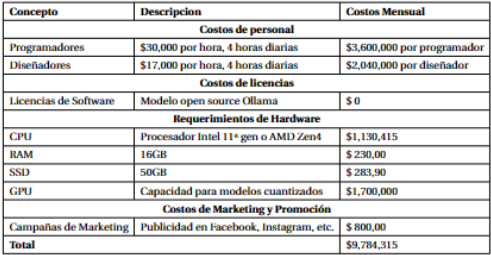 Concepto Descripcion Costos Mensual
Costos de personal
Programadores $30,000 por hora, 4 horas diarias $3,600,000 por programador
Diseñadores $17,000 por hora, 4 horas diarias $2,040,000 por diseñador
Costos de licencias
Licencias de Software Modelo open source Ollama $ 0
Requerimientos de Hardware
CPU Procesador Intel 11ª gen o AMD Zen4 $1,130,415
RAM 16GB $ 230,00
SSD 50GB $ 283,90
GPU Capacidad para modelos cuantizados $1,700,000
Costos de Marketing y Promoción
Campañas de Marketing Publicidad en Facebook, Instagram, etc. $ 800,00
Total $9,784,315